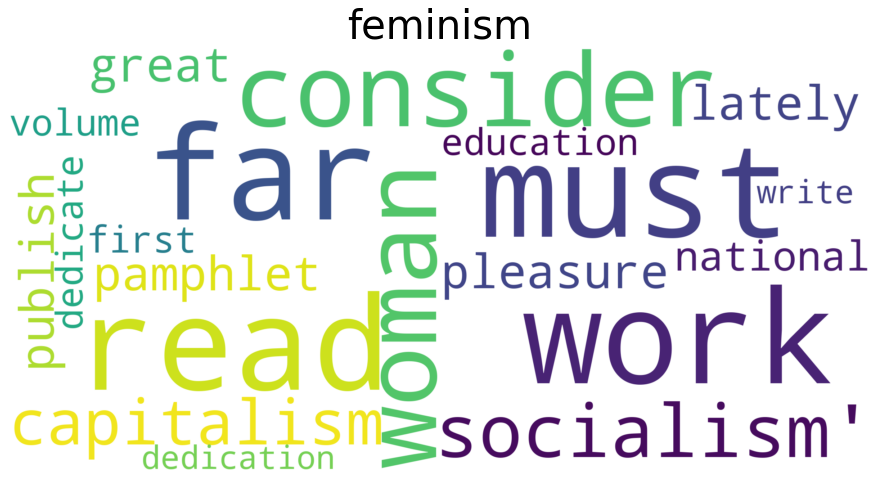 feminism
great
consider
lately
volume
education
far
must
write
publish
dedicate
woman
first
national
pamphlet
pleasure
read
work
capitalism
socialism'
dedication